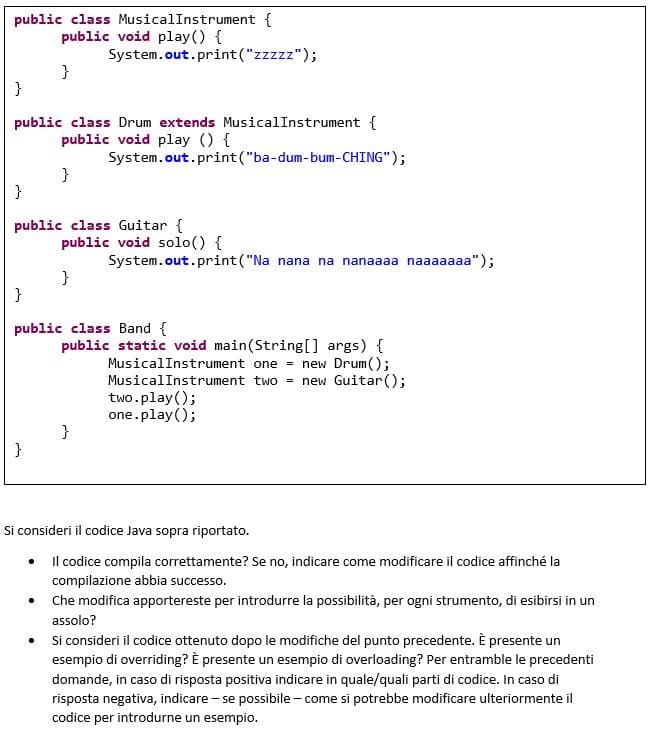 public class MusicalInstrument {
public void play() {
System.out.print("zzzzz");
}
}
public class Drum extends MusicalInstrument {
public void play () {
System.out.print("ba-dum-bum-CHING");
}
}
public class Guitar {
public void solo() {
System.out.print("Na nana na nanaaaa naaaaaaa");
}
}
public class Band {
public static void main(String[] args) {
MusicalInstrument one = new Drum();
MusicalInstrument two = new Guitar();
two.play();
one.play();
}
}
Si consideri il codice Java sopra riportato.
• Il codice compila correttamente? Se no, indicare come modificare il codice affinché la
compilazione abbia successo.
• Che modifica apportereste per introdurre la possibilità, per ogni strumento, di esibirsi in un
assolo?
• Si consideri il codice ottenuto dopo le modifiche del punto precedente. È presente un
esempio di overriding? È presente un esempio di overloading? Per entramble le precedenti
domande, in caso di risposta positiva indicare in quale/quali parti di codice. In caso di
risposta negativa, indicare – se possibile – come si potrebbe modificare ulteriormente il
codice per introdurne un esempio.